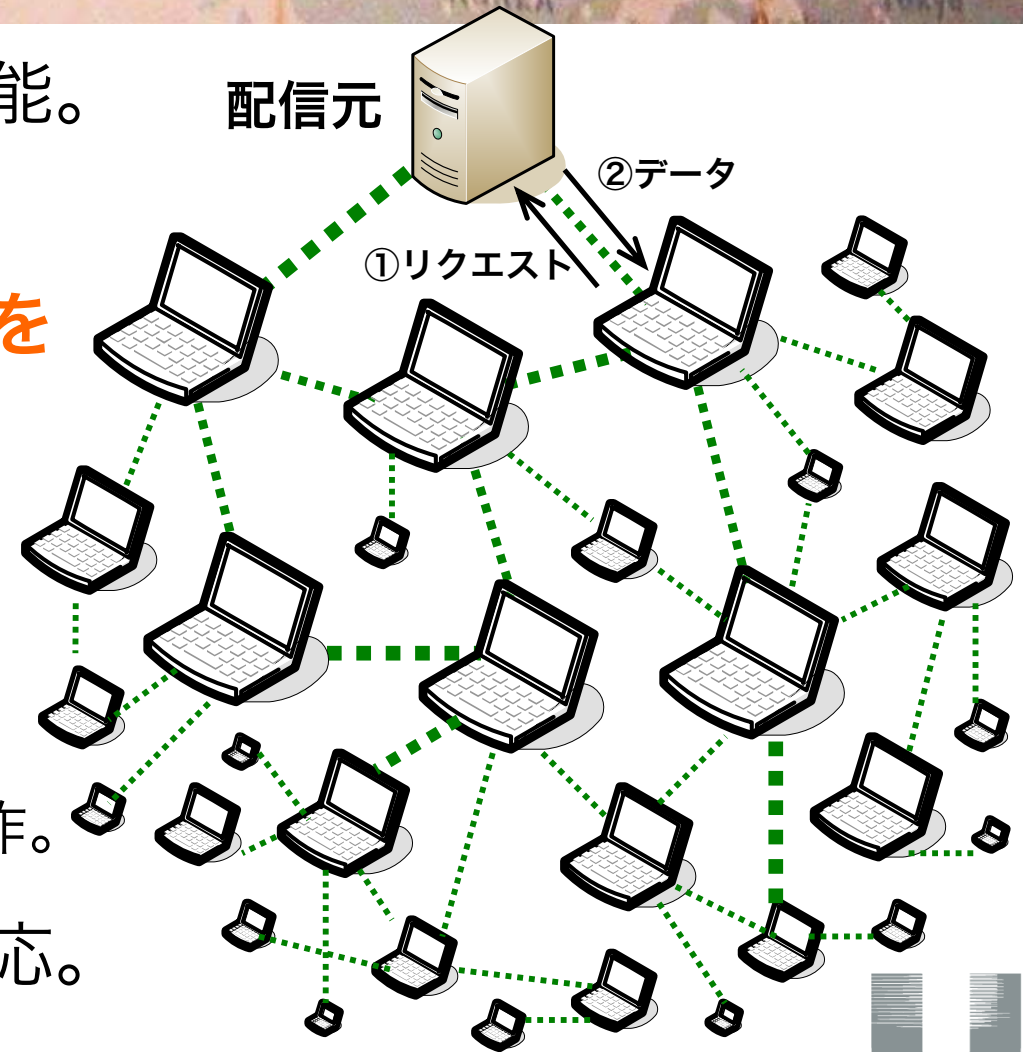 能。
配信元
②データ
①リクエスト
を
作。
応。